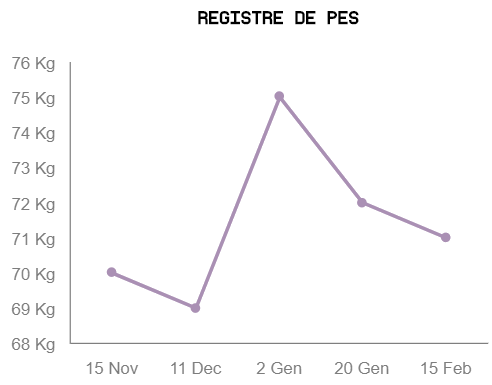 REGISTRE DE PES
76 Kg
75 Kg
74 Kg
73 Kg
72 Kg
71 Kg
70 Kg
69 Kg
68 Kg
15 Nov 11 Dec 2 Gen 20 Gen 15 Feb